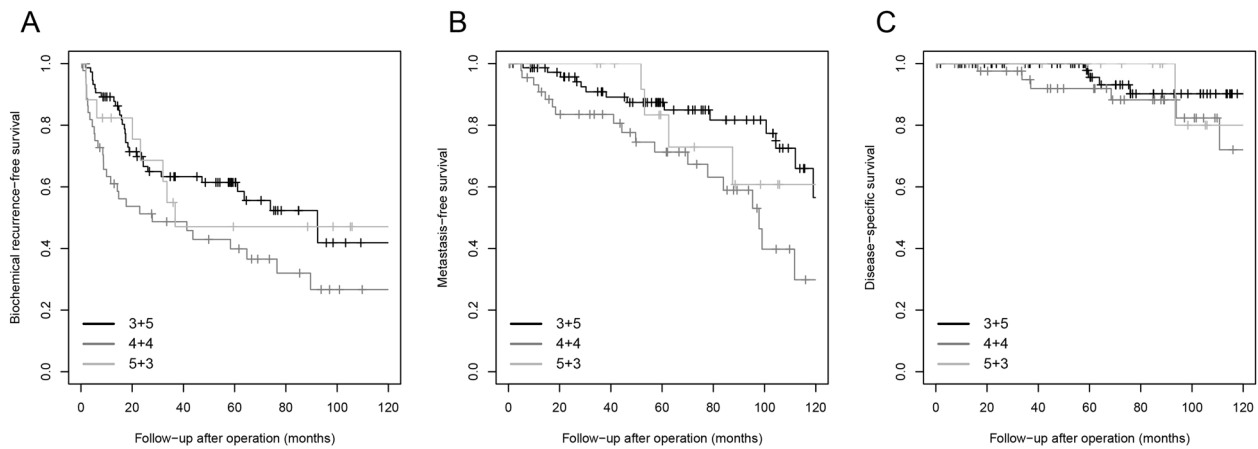 A
Biochemical recurrence−free survival
1.0
0.8
0.6
0.4
0.2
0.0
3+5
4+4
5+3
0 20 40 60 80 100 120
Follow−up after operation (months)
B
Metastasis−free survival
1.0
0.8
0.6
0.4
0.2
0.0
3+5
4+4
5+3
0 20 40 60 80 100 120
Follow−up after operation (months)
C
Disease−specific survival
1.0
0.8
0.6
0.4
0.2
0.0
3+5
4+4
5+3
0 20 40 60 80 100 120
Follow−up after operation (months)